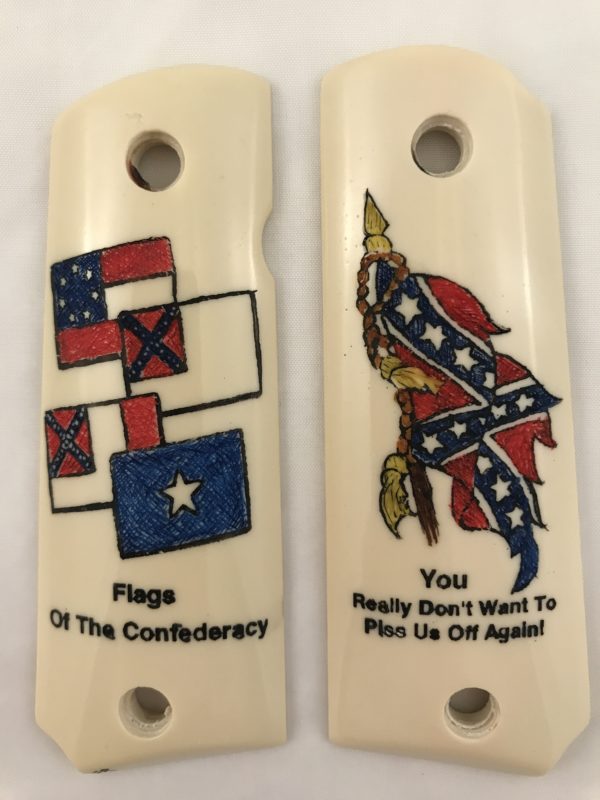 Flags
Of The Confederacy
You
Really Don't Want To
Piss Us Off Again!